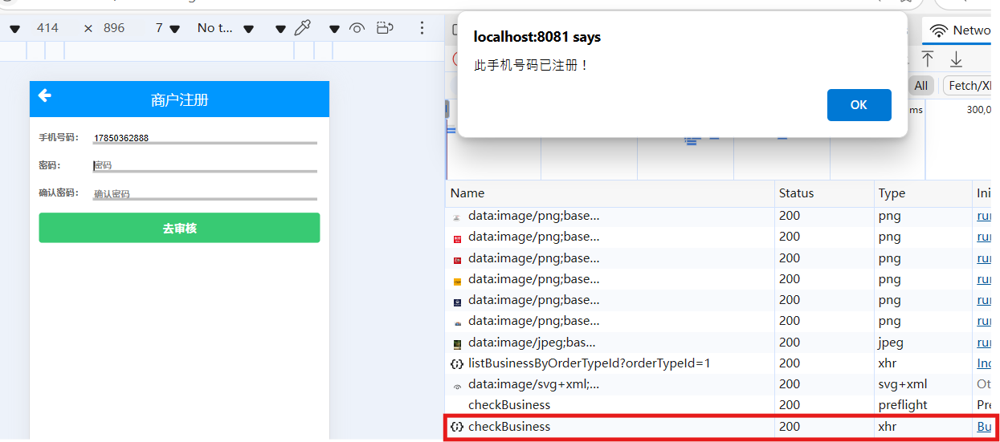 414 × 896 7 No t...
localhost:8081 says
此手机号码已注册！
OK
Netwo
All Fetch/X
ms 300,0
商户注册
手机号码： 17850362888
密码： 密码
确认密码： 确认密码
去审核
Name Status Type Ini
data:image/png;base... 200 png ru
data:image/png;base... 200 png ru
data:image/png;base... 200 png ru
data:image/png;base... 200 png ru
data:image/png;base... 200 png ru
data:image/png;base... 200 png ru
data:image/jpeg;bas... 200 jpeg ru
listBusinessByOrderTypeId?orderTypeId=1 200 xhr Inc
data:image/svg+xml;... 200 svg+xml Ot
checkBusiness 200 preflight Pre
checkBusiness 200 xhr Bu